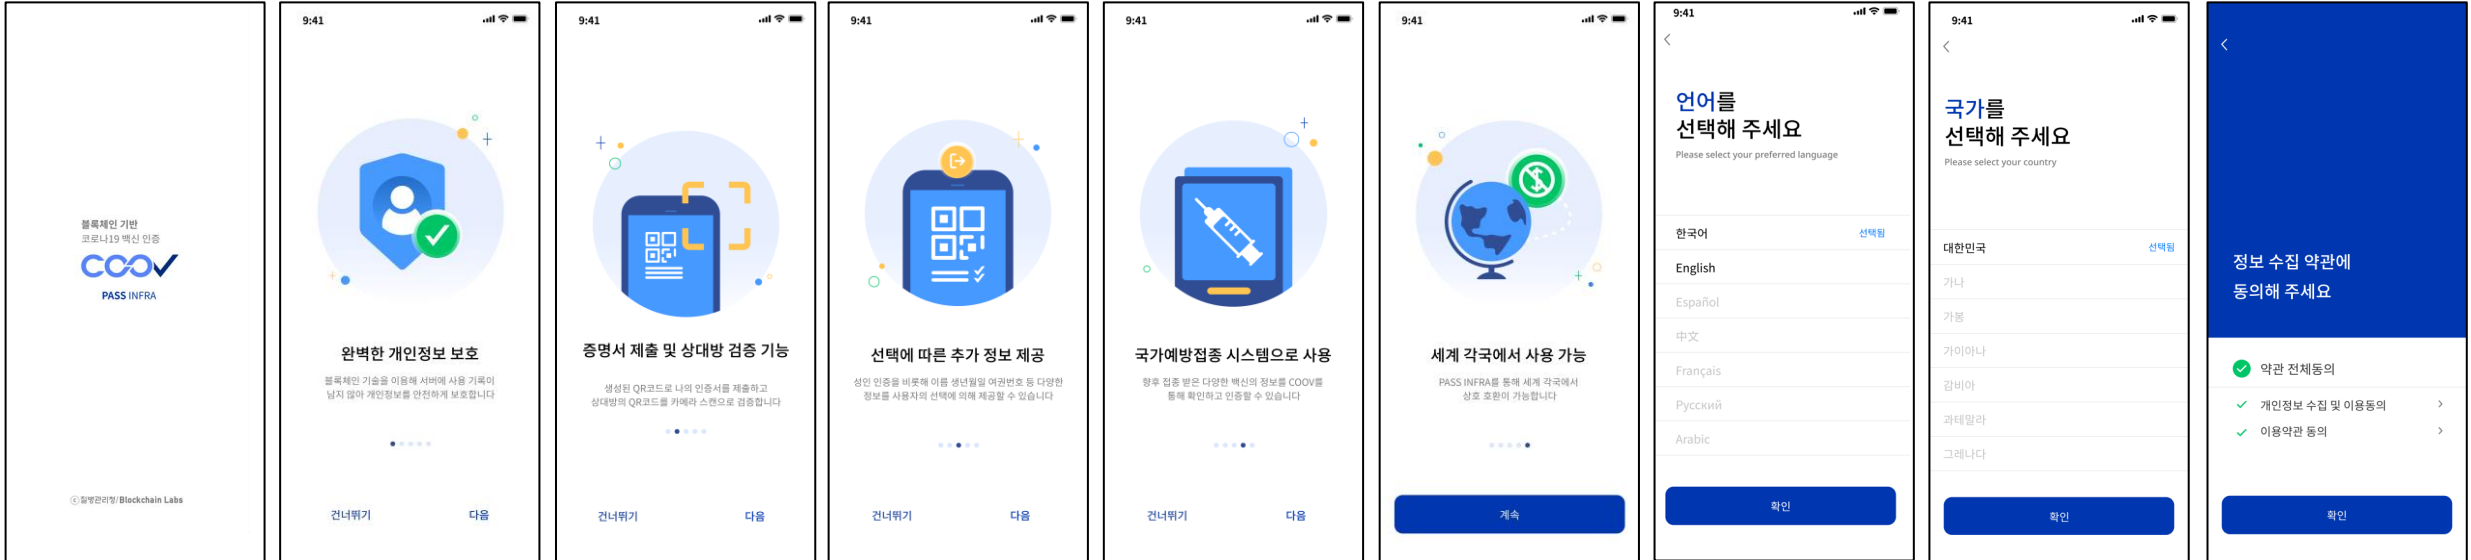 블록체인 기반
코로나19 백신 인증
COOV
PASS INFRA
ⓒ질병관리청/Blockchain Labs
9:41
완벽한 개인정보 보호
블록체인 기술을 이용해 서버에 사용 기록이
남지 않아 개인정보를 안전하게 보호합니다
건너뛰기
다음
9:41
증명서 제출 및 상대방 검증 기능
생성된 QR코드로 나의 인증서를 제출하고
상대방의 QR코드를 카메라 스캔으로 검증합니다
건너뛰기
다음
9:41
선택에 따른 추가 정보 제공
성인 인증을 비롯해 이름 생년월일 여권번호 등 다양한
정보를 사용자의 선택에 의해 제공할 수 있습니다
건너뛰기
다음
9:41
국가예방접종 시스템으로 사용
향후 접종 받은 다양한 백신의 정보를 COOV를
통해 확인하고 인증할 수 있습니다
건너뛰기
다음
9:41
세계 각국에서 사용 가능
PASS INFRA를 통해 세계 각국에서
상호 호환이 가능합니다
계속
9:41
언어를
선택해 주세요
Please select your preferred language
한국어
선택됨
English
Español
中文
Français
Русский
Arabic
확인
9:41
국가를
선택해 주세요
Please select your country
대한민국
선택됨
가나
가봉
가이아나
감비아
과테말라
그레나다
확인
정보 수집 약관에
동의해 주세요
약관 전체동의
개인정보 수집 및 이용동의
이용약관 동의
확인